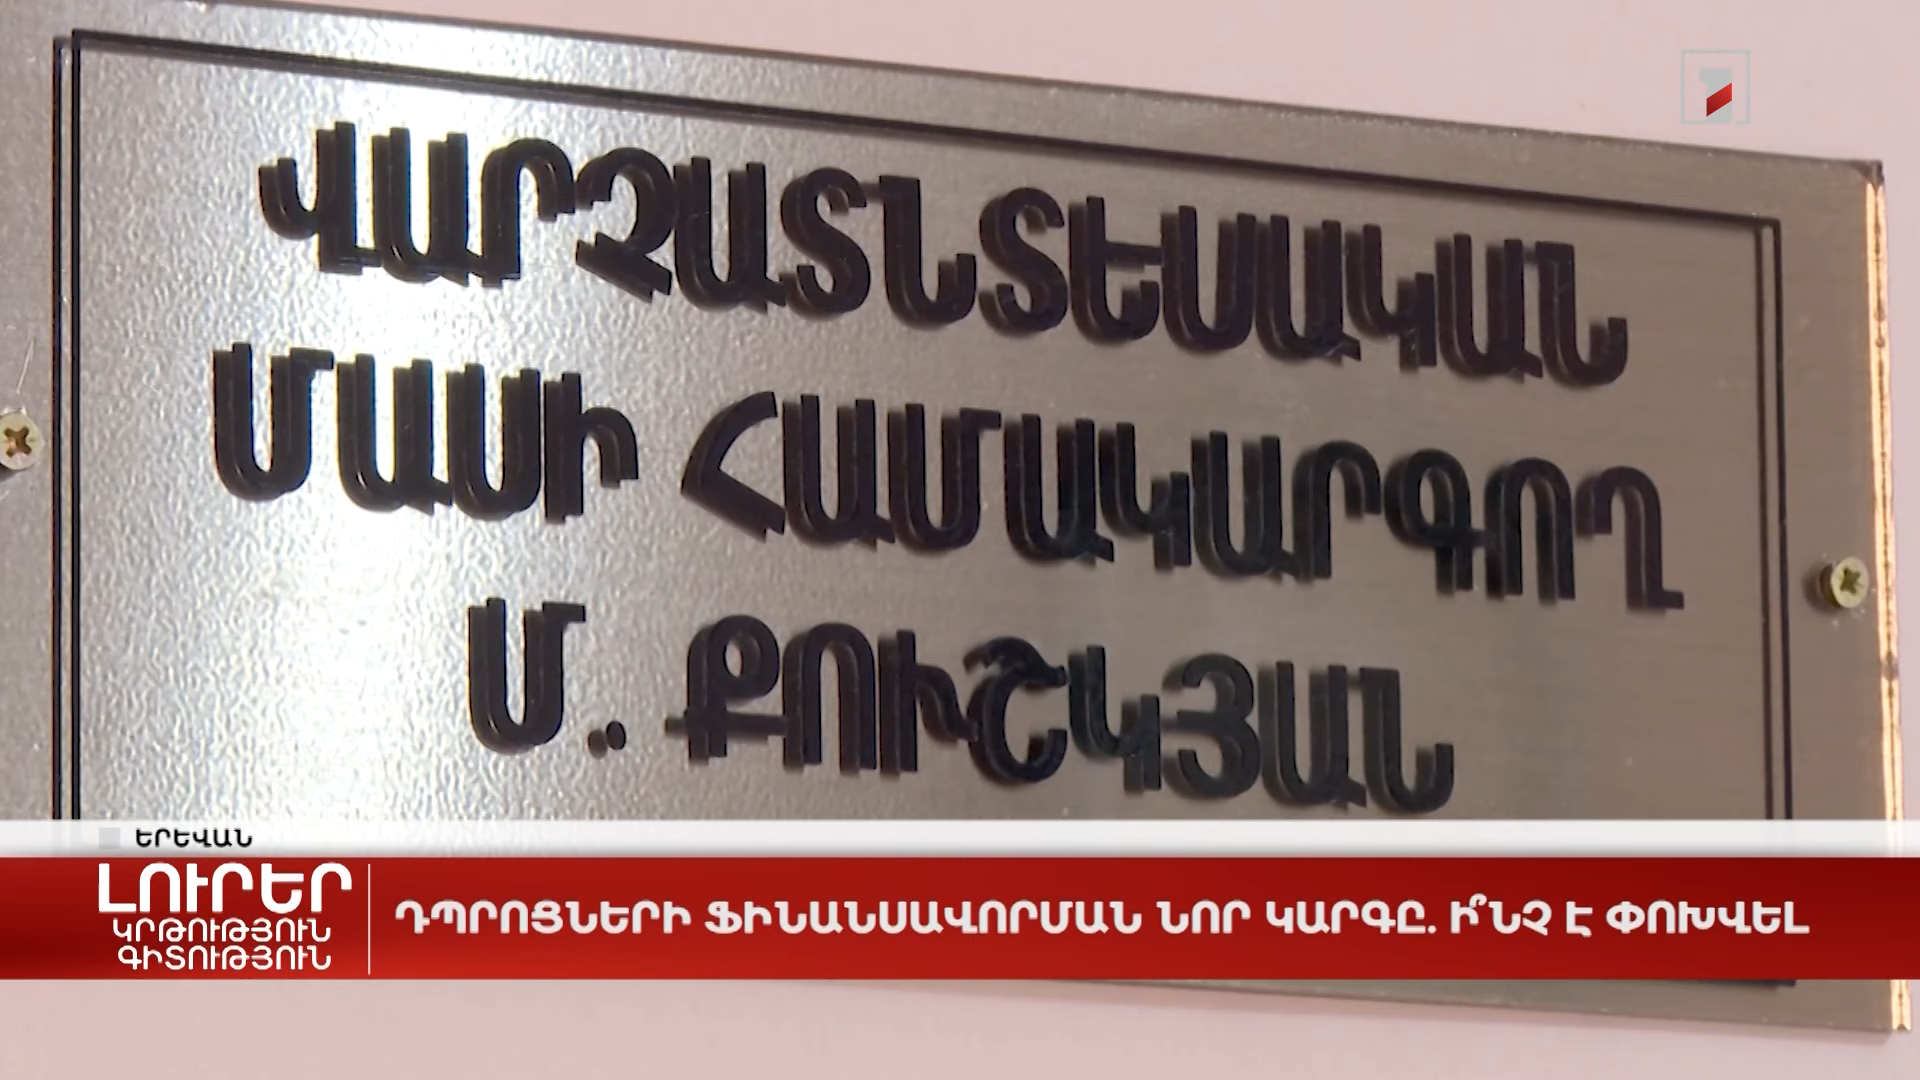 ՎԱՐՉԱՏՆՏԵՍԱԿԱՆ
ՄԱՍԻ ՀԱՄԱԿԱՐԳՈՂ
Մ. ՔՈՒՇԿՅԱՆ
ԵՐԵՎԱՆ
ԼՈՒՐԵՐ
ԿՐԹՈՒԹՅՈՒՆ
ԳԻՏՈՒԹՅՈՒՆ
ԴՊՐՈՑՆԵՐԻ ՖԻՆԱՆՍԱՎՈՐՄԱՆ ՆՈՐ ԿԱՐԳԸ. Ի՞ՆՉ Է ՓՈԽՎԵԼ